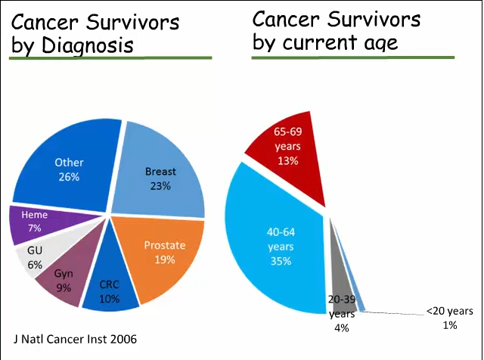 Cancer Survivors
by Diagnosis
Cancer Survivors
by current age
Other
26%
Breast
23%
Heme
7%
GU
6%
Gyn
9%
CRC
10%
Prostate
19%
65-69
years
13%
40-64
years
35%
20-39
years
4%
<20 years
1%
J Natl Cancer Inst 2006